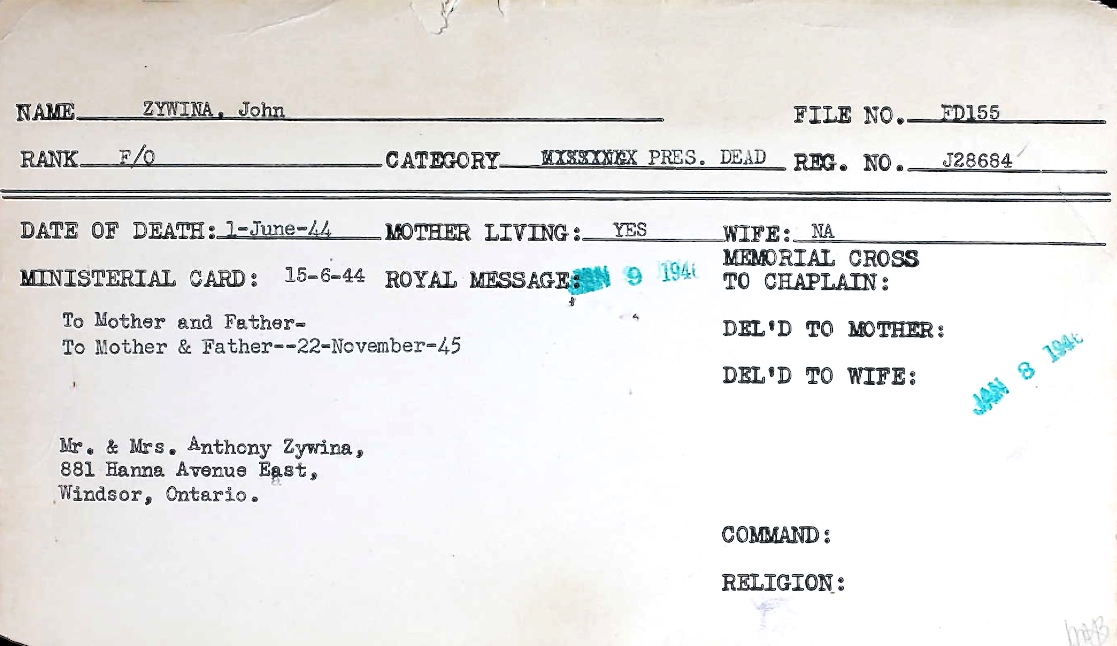 NAME ZYWINA, John FILE NO. FD155
RANK F/O CATEGORY PRES. DEAD REG. NO. J28684
DATE OF DEATH: 1-June-44 MOTHER LIVING: YES WIFE: NA
MINISTERIAL CARD: 15-6-44 ROYAL MESSAGE: JAN 9 1946 MEMORIAL CROSS
TO CHAPLAIN:
To Mother and Father-
To Mother & Father--22-November-45
DEL'D TO MOTHER:
DEL'D TO WIFE:
JAN 8 1946
Mr. & Mrs. Anthony Zywina,
881 Hanna Avenue East,
Windsor, Ontario.
COMMAND:
RELIGION: